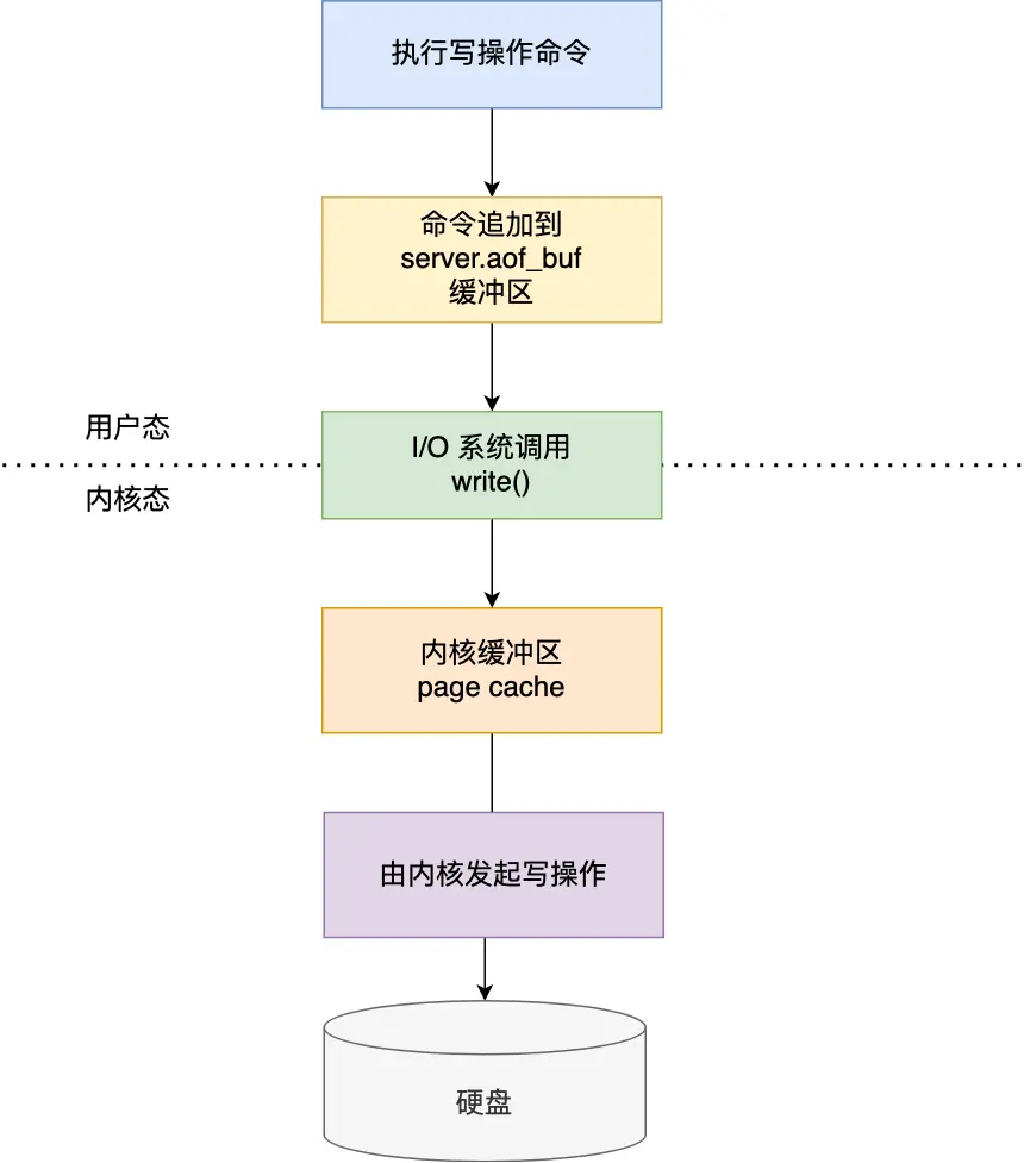 执行写操作命令
命令追加到
server.aof_buf
缓冲区
用户态
I/O 系统调用
write()
内核态
内核缓冲区
page cache
由内核发起写操作
硬盘